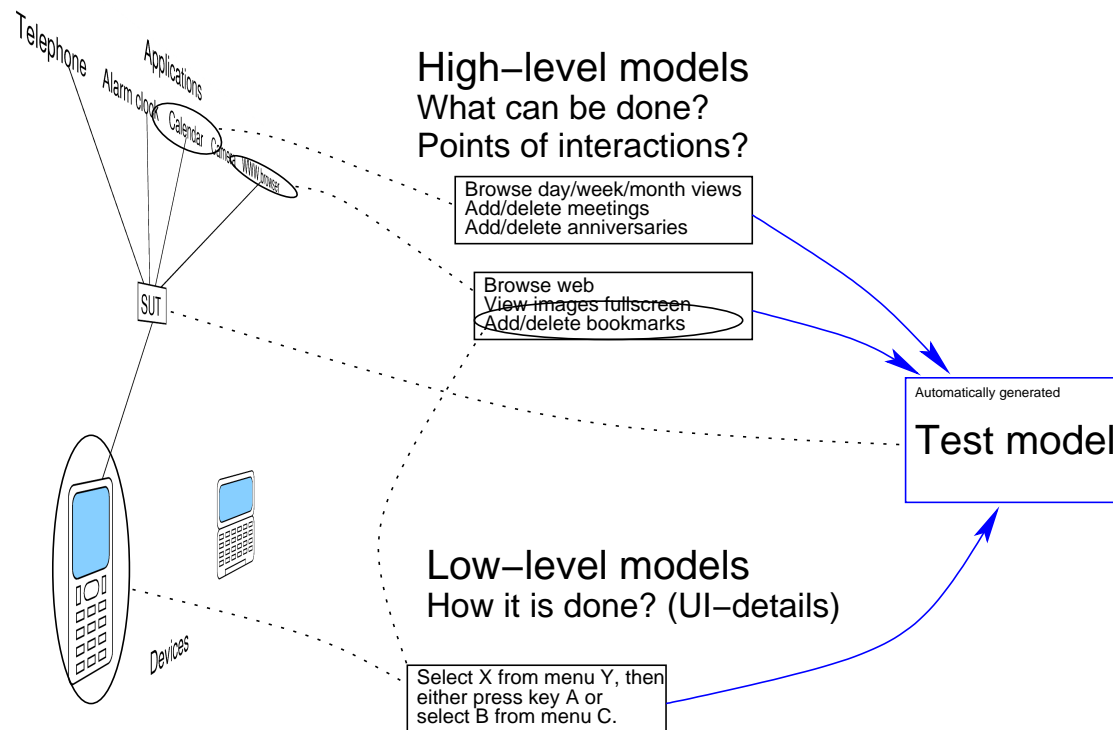 Telephone
Applications
Alarm clock
Calendar
Camera
WWW browser
High−level models
What can be done?
Points of interactions?
Browse day/week/month views
Add/delete meetings
Add/delete anniversaries
Browse web
View images fullscreen
Add/delete bookmarks
SUT
Automatically generated
Test model
Low−level models
How it is done? (UI−details)
Devices
Select X from menu Y, then
either press key A or
select B from menu C.